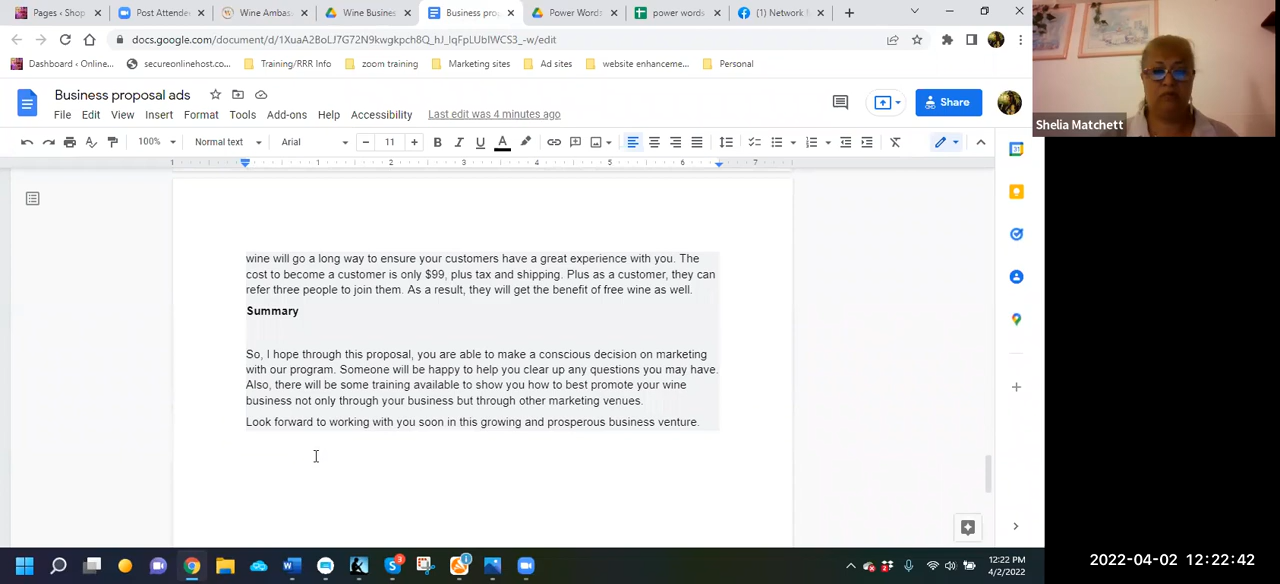 Pages ‹ Shop
Post Attende
Wine Ambas
Wine Busines
Business pro
Power Words
power words
(1) Network
docs.google.com/document/d/1XuaA2BoLJ7G72N9kwgkpch8Q_hJ_lqFpLUbIWCS3_-w/edit
Dashboard ‹ Online...
secureonlinehost.co...
Training/RRR Info
zoom training
Marketing sites
Ad sites
website enhanceme...
Personal
Business proposal ads
File Edit View Insert Format Tools Add-ons Help Accessibility Last edit was 4 minutes ago
Share
100% Normal text Arial 11 B I U A
1 1 2 3 4 5 6 7
wine will go a long way to ensure your customers have a great experience with you. The
cost to become a customer is only $99, plus tax and shipping. Plus as a customer, they can
refer three people to join them. As a result, they will get the benefit of free wine as well.
Summary
So, I hope through this proposal, you are able to make a conscious decision on marketing
with our program. Someone will be happy to help you clear up any questions you may have.
Also, there will be some training available to show you how to best promote your wine
business not only through your business but through other marketing venues.
Look forward to working with you soon in this growing and prosperous business venture.
Shelia Matchett
12:22 PM
4/2/2022
2022-04-02 12:22:42